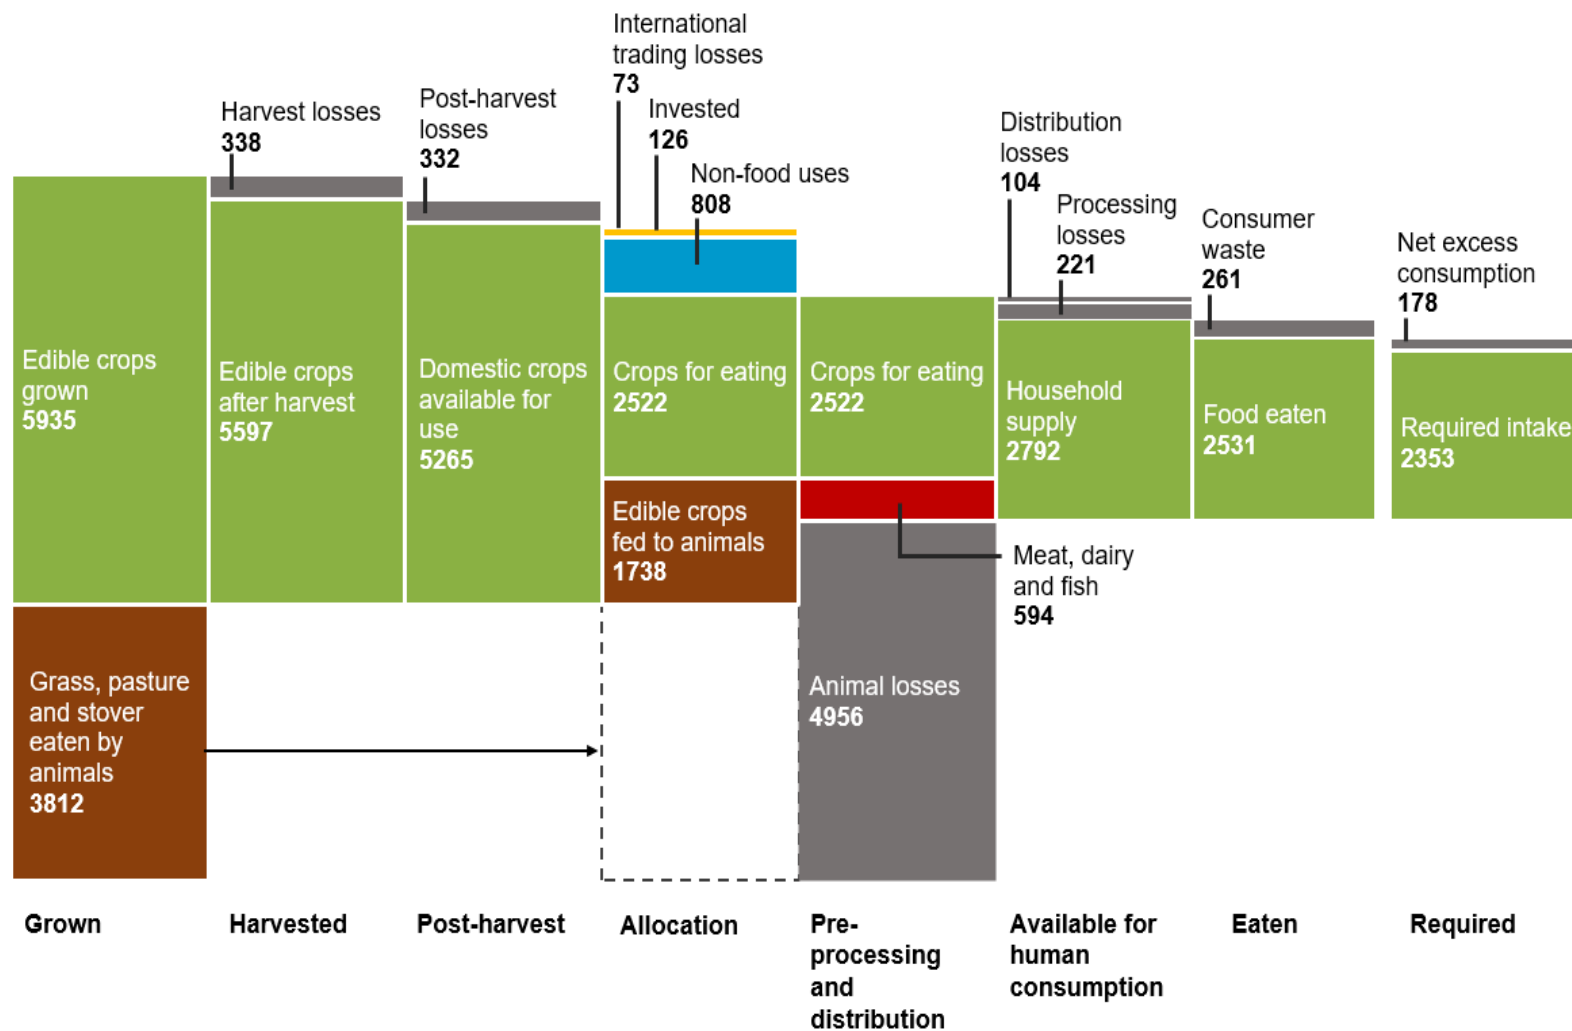 International
trading losses
73
Harvest losses
338
Post-harvest
losses
332
Invested
126
Non-food uses
808
Distribution
losses
104
Processing
losses
221
Consumer
waste
261
Net excess
consumption
178
Edible crops
grown
5935
Edible crops
after harvest
5597
Domestic crops
available for
use
5265
Crops for eating
2522
Crops for eating
2522
Household
supply
2792
Food eaten
2531
Required intake
2353
Edible crops
fed to animals
1738
Meat, dairy
and fish
594
Grass, pasture
and stover
eaten by
animals
3812
Animal losses
4956
Grown
Harvested
Post-harvest
Allocation
Pre-
processing
and
distribution
Available for
human
consumption
Eaten
Required